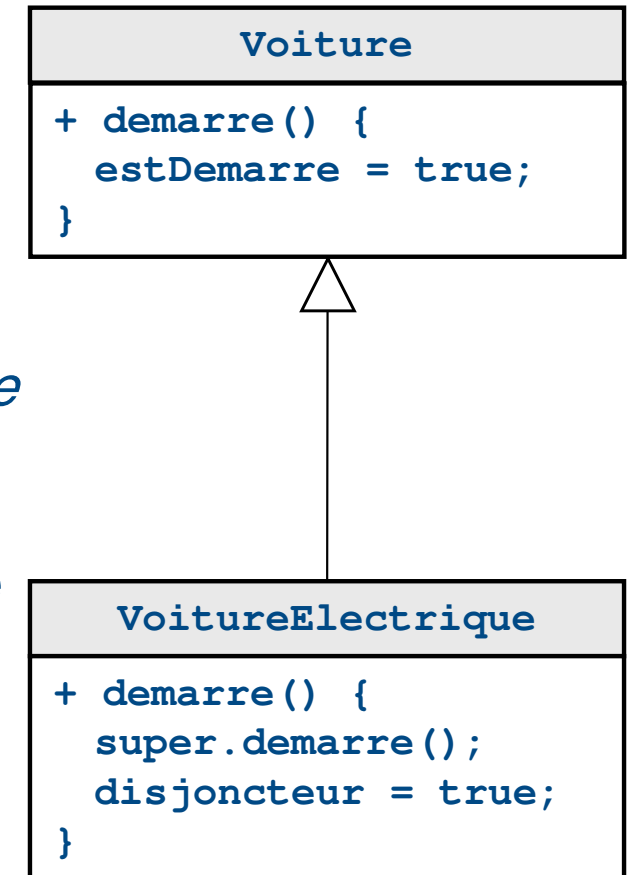 Voiture
+ demarre() {
estDemarre = true;
}
e
VoitureElectrique
+ demarre() {
super.demarre();
disjoncteur = true;
}